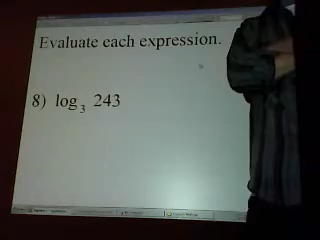 Evaluate each expression.
8) log₃ 243